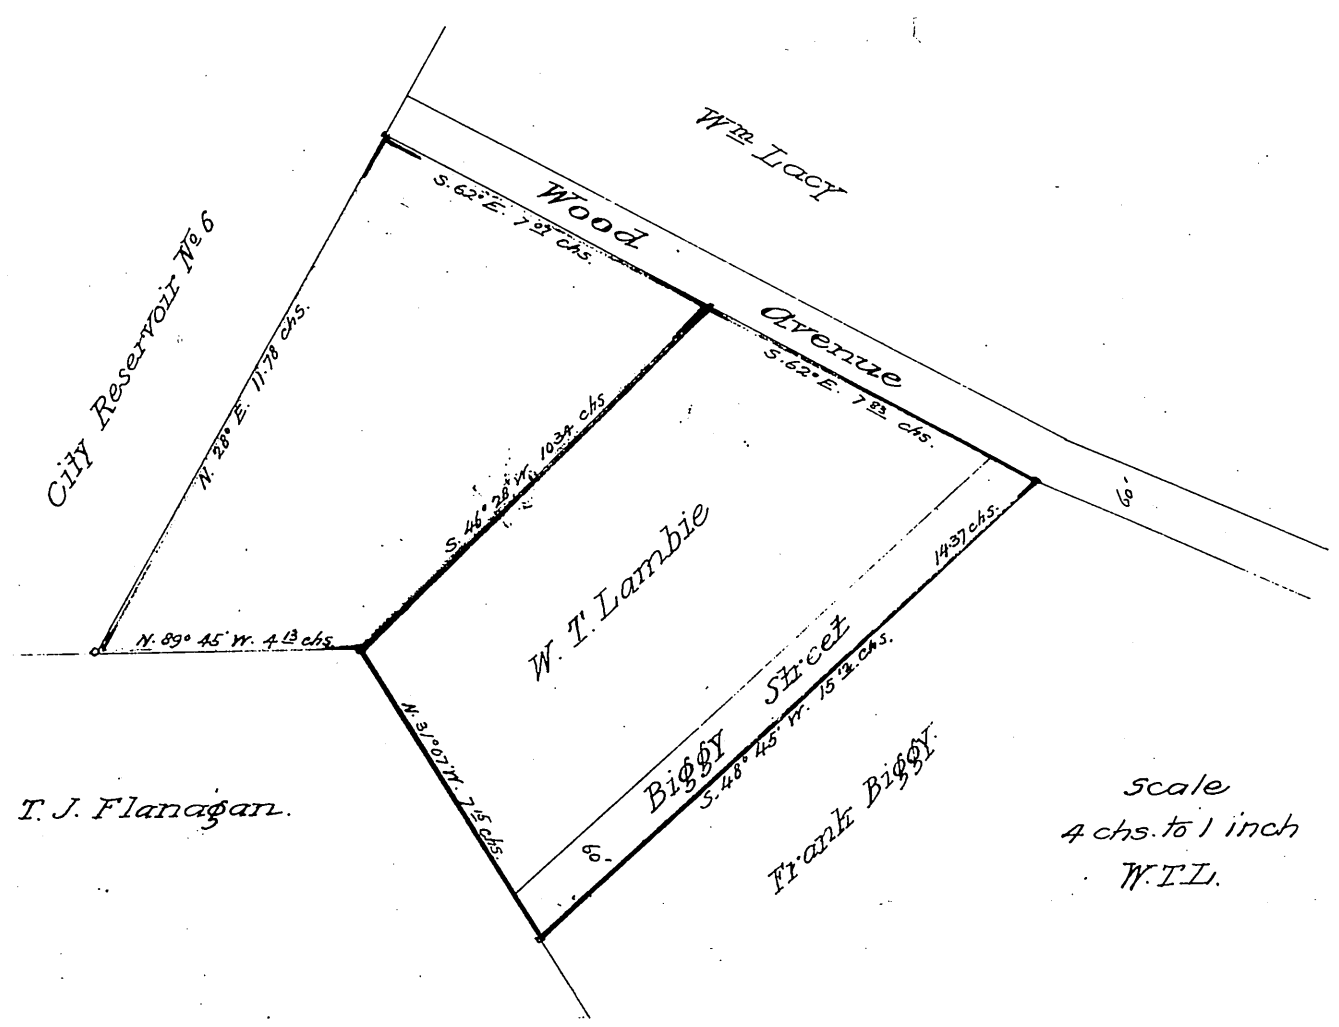 Wm Lacy
Wood Avenue
S. 62° E. 7 07 chs.
City Reservoir No 6
N. 28° E. 11.78 chs.
S. 62° E. 7 83 chs.
S. 46° 28' W. 10.34 chs
60'
14.37 chs.
W. T. Lambie
N. 89° 45' W. 4 13 chs.
Biggy Street
S. 48° 45' W. 15 chs.
N. 31° 07' W. 7 15 chs.
60'
T. J. Flanagan.
Frank Biggy.
Scale
4 chs. to 1 inch
W.T.L.